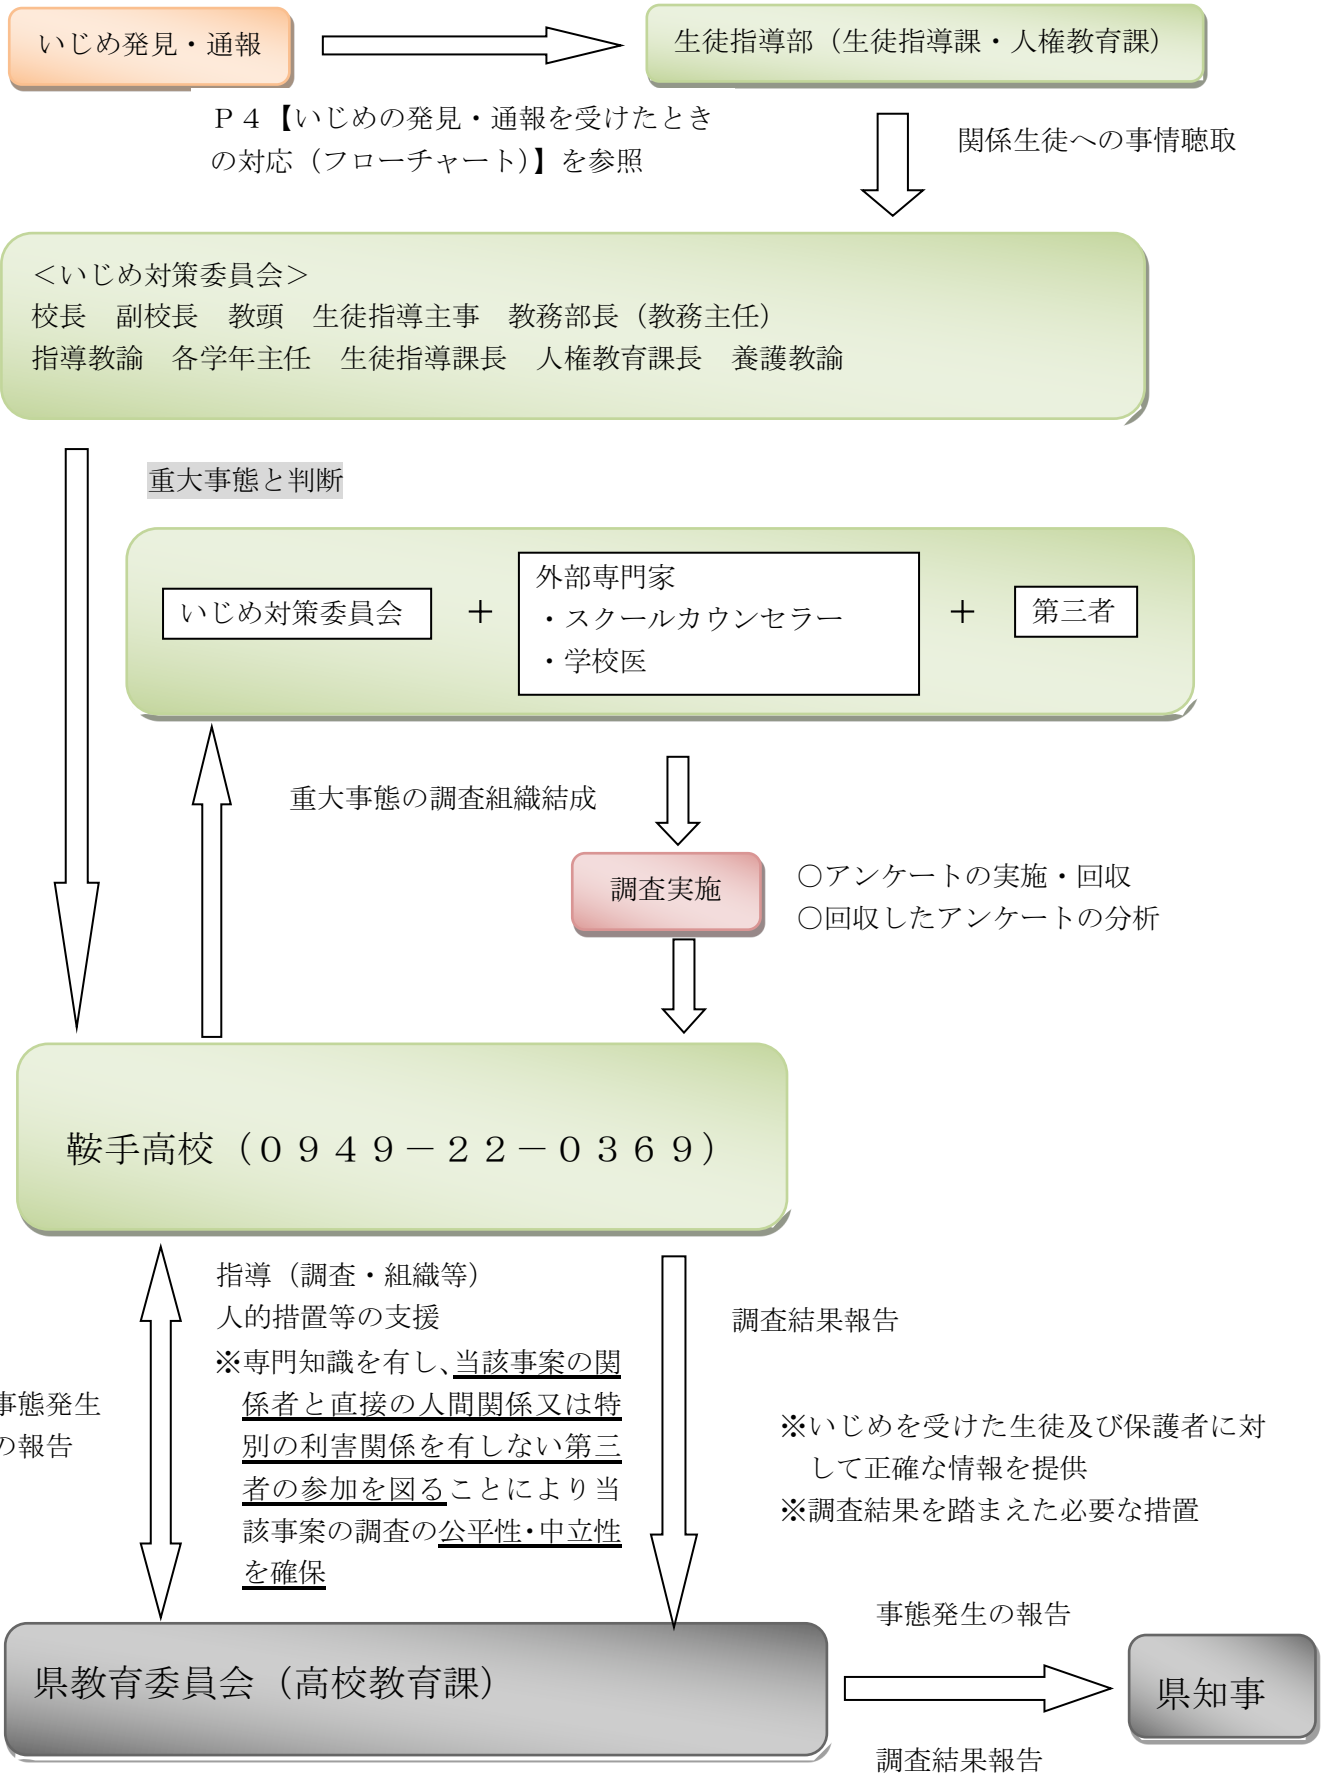 いじめ発見・通報
生徒指導部（生徒指導課・人権教育課）
Ｐ４【いじめの発見・通報を受けたとき
の対応（フローチャート）】を参照
関係生徒への事情聴取
＜いじめ対策委員会＞
校長　副校長　教頭　生徒指導主事　教務部長（教務主任）
指導教諭　各学年主任　生徒指導課長　人権教育課長　養護教諭
重大事態と判断
いじめ対策委員会
＋
外部専門家
・スクールカウンセラー
・学校医
＋
第三者
重大事態の調査組織結成
調査実施
○アンケートの実施・回収
○回収したアンケートの分析
鞍手高校（０９４９－２２－０３６９）
指導（調査・組織等）
人的措置等の支援
※専門知識を有し、当該事案の関
係者と直接の人間関係又は特
別の利害関係を有しない第三
者の参加を図ることにより当
該事案の調査の公平性・中立性
を確保
事態発生
の報告
調査結果報告
※いじめを受けた生徒及び保護者に対
して正確な情報を提供
※調査結果を踏まえた必要な措置
県教育委員会（高校教育課）
事態発生の報告
県知事
調査結果報告